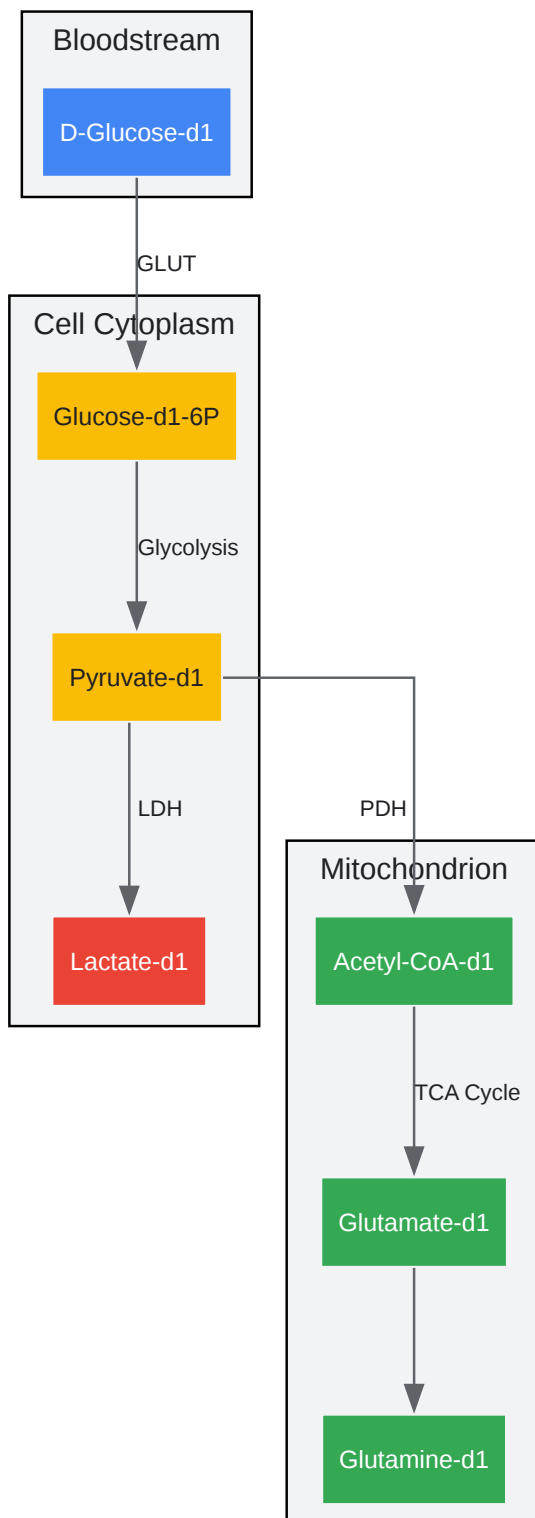 Bloodstream
D-Glucose-d1
GLUT
Cell Cytoplasm
Glucose-d1-6P
Glycolysis
Pyruvate-d1
LDH
PDH
Mitochondrion
Lactate-d1
Acetyl-CoA-d1
TCA Cycle
Glutamate-d1
Glutamine-d1